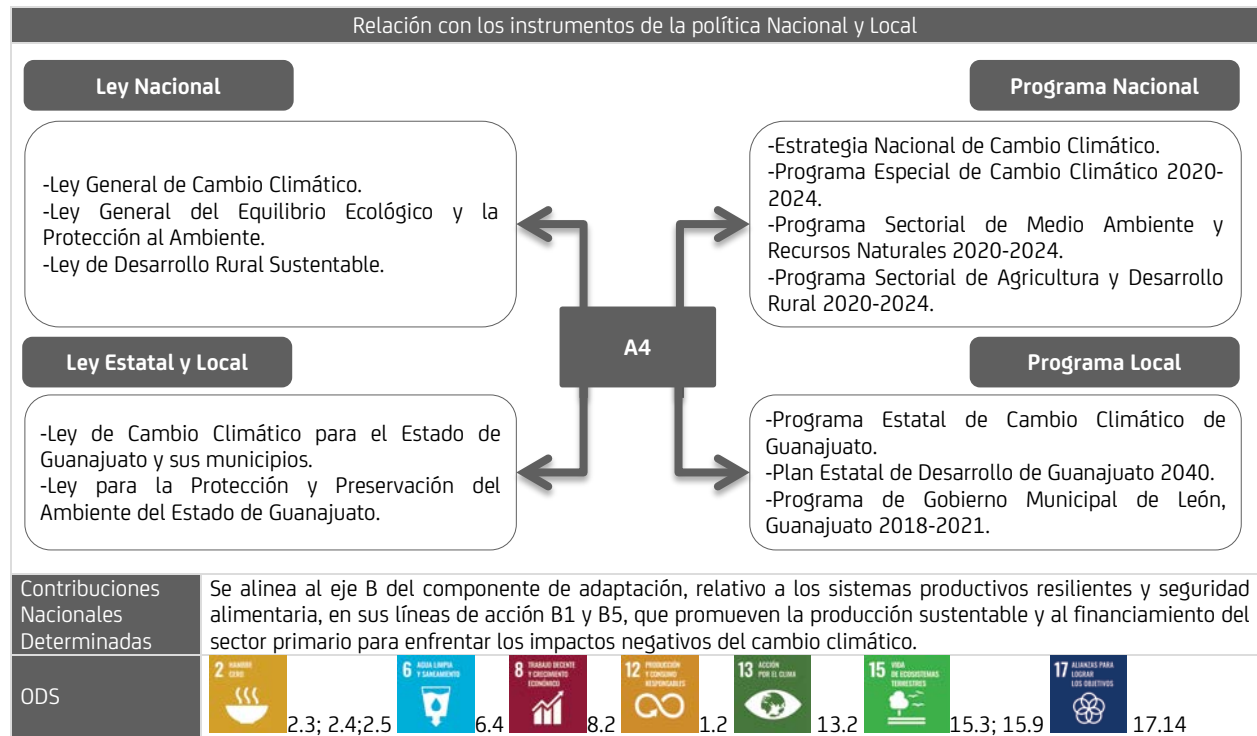 Relación con los instrumentos de la política Nacional y Local
Ley Nacional
-Ley General de Cambio Climático.
-Ley General del Equilibrio Ecológico y la
Protección al Ambiente.
-Ley de Desarrollo Rural Sustentable.
Programa Nacional
-Estrategia Nacional de Cambio Climático.
-Programa Especial de Cambio Climático 2020-
2024.
-Programa Sectorial de Medio Ambiente y
Recursos Naturales 2020-2024.
-Programa Sectorial de Agricultura y Desarrollo
Rural 2020-2024.
A4
Ley Estatal y Local
-Ley de Cambio Climático para el Estado de
Guanajuato y sus municipios.
-Ley para la Protección y Preservación del
Ambiente del Estado de Guanajuato.
Programa Local
-Programa Estatal de Cambio Climático de
Guanajuato.
-Plan Estatal de Desarrollo de Guanajuato 2040.
-Programa de Gobierno Municipal de León,
Guanajuato 2018-2021.
Contribuciones
Nacionales
Determinadas
Se alinea al eje B del componente de adaptación, relativo a los sistemas productivos resilientes y seguridad
alimentaria, en sus líneas de acción B1 y B5, que promueven la producción sustentable y al financiamiento del
sector primario para enfrentar los impactos negativos del cambio climático.
ODS
2 HAMBRE
CERO
2.3; 2.4;2.5
6 AGUA LIMPIA
Y SANEAMIENTO
6.4
8 TRABAJO DECENTE
Y CRECIMIENTO
ECONÓMICO
8.2
12 PRODUCCIÓN
Y CONSUMO
RESPONSABLES
1.2
13 ACCIÓN
POR EL CLIMA
13.2
15 VIDA
DE ECOSISTEMAS
TERRESTRES
15.3; 15.9
17 ALIANZAS PARA
LOGRAR
LOS OBJETIVOS
17.14